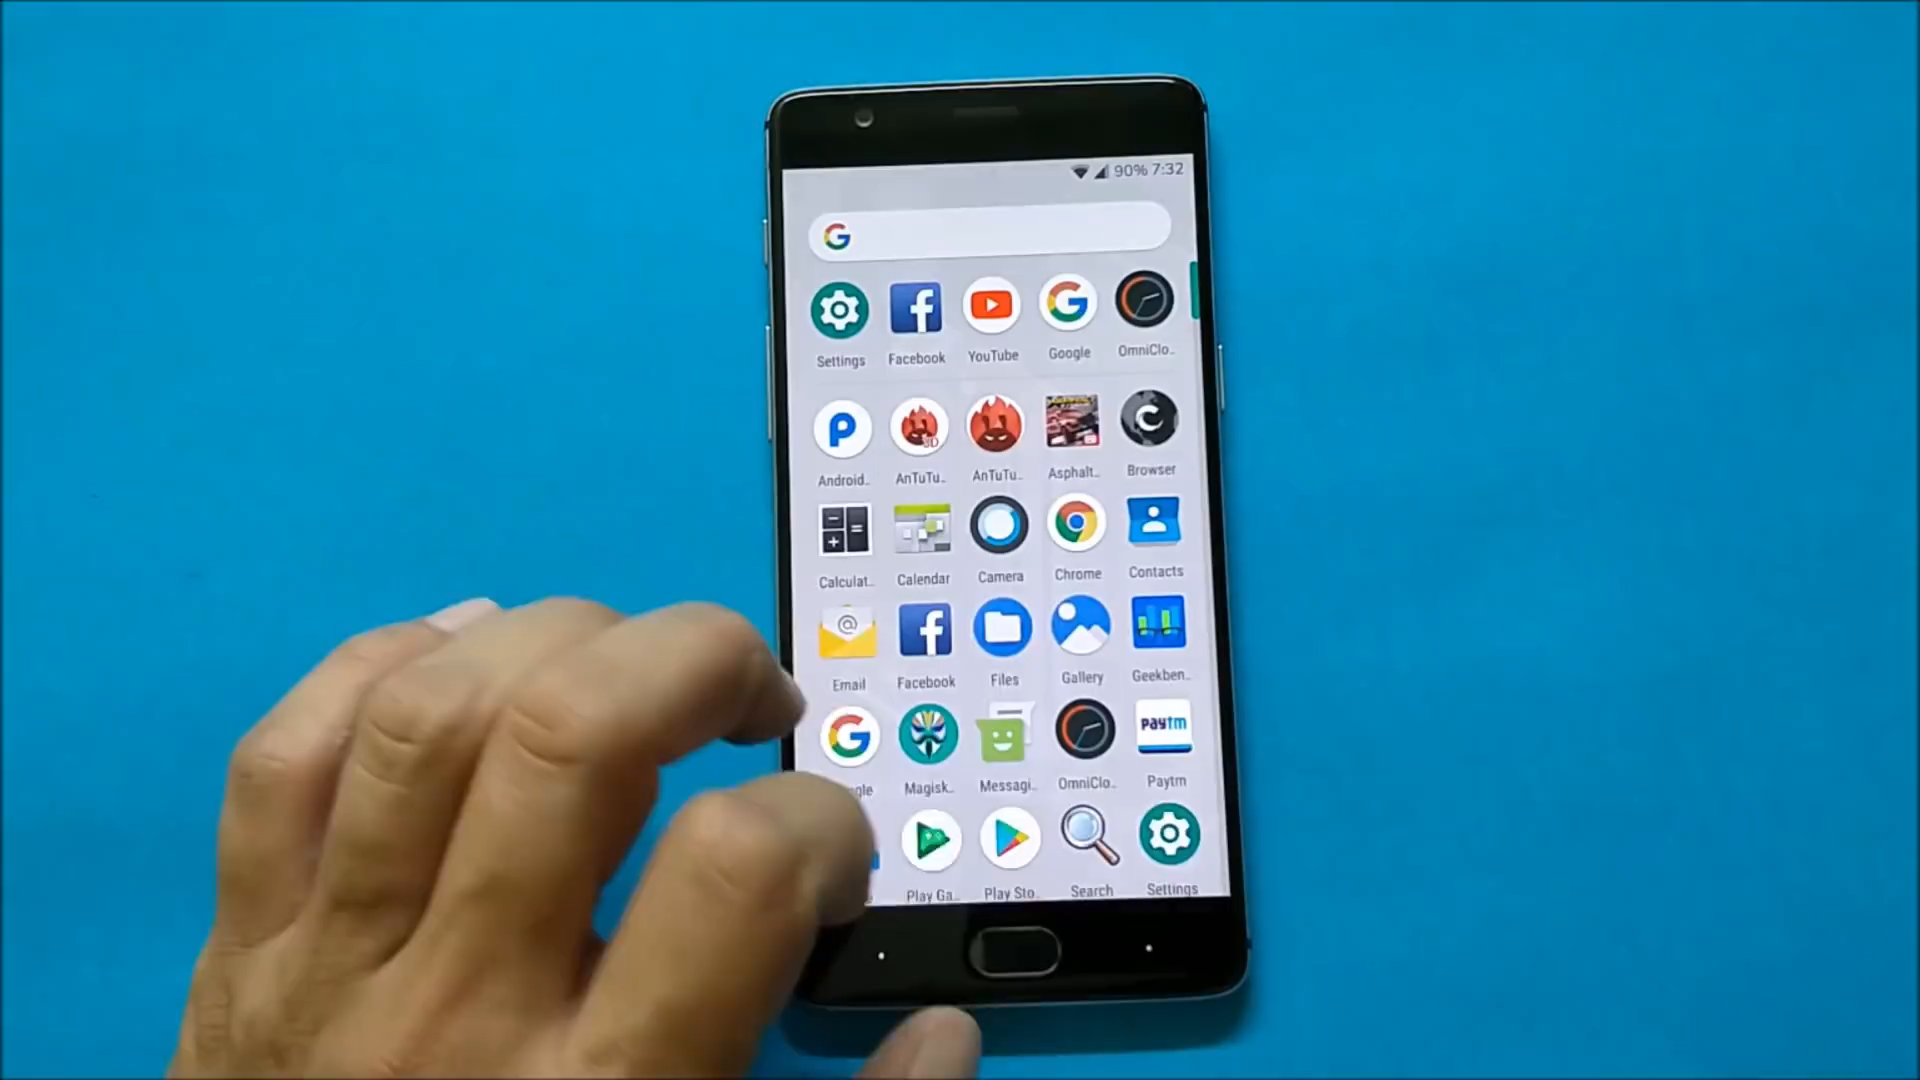 90% 7:32
Settings Facebook YouTube Google OmniClo..
Android.. AnTuTu.. AnTuTu.. Asphalt.. Browser
Calculat.. Calendar Camera Chrome Contacts
Email Facebook Files Gallery Geekben..
gle Magisk.. Messagi.. OmniClo.. Paytm
Play Ga.. Play Sto.. Search Settings